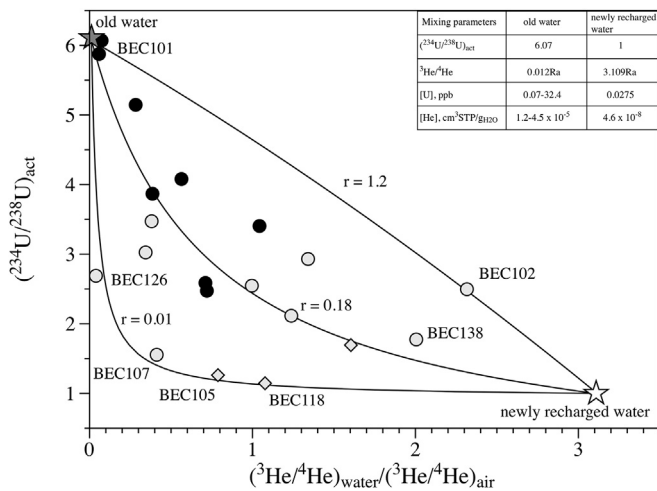 old water
BEC101
Mixing parameters old water newly recharged water
(²³⁴U/²³⁸U)act 6.07 1
³He/⁴He 0.012Ra 3.109Ra
[U], ppb 0.07-32.4 0.0275
[He], cm³STP/gH2O 1.2-4.5 x 10⁻⁵ 4.6 x 10⁻⁸
6
5
4
3
2
1
(²³⁴U/²³⁸U)act
r = 1.2
BEC102
BEC126
r = 0.18
r = 0.01
BEC138
BEC107
BEC105
BEC118
newly recharged water
0 1 2 3
(³He/⁴He)water/(³He/⁴He)air